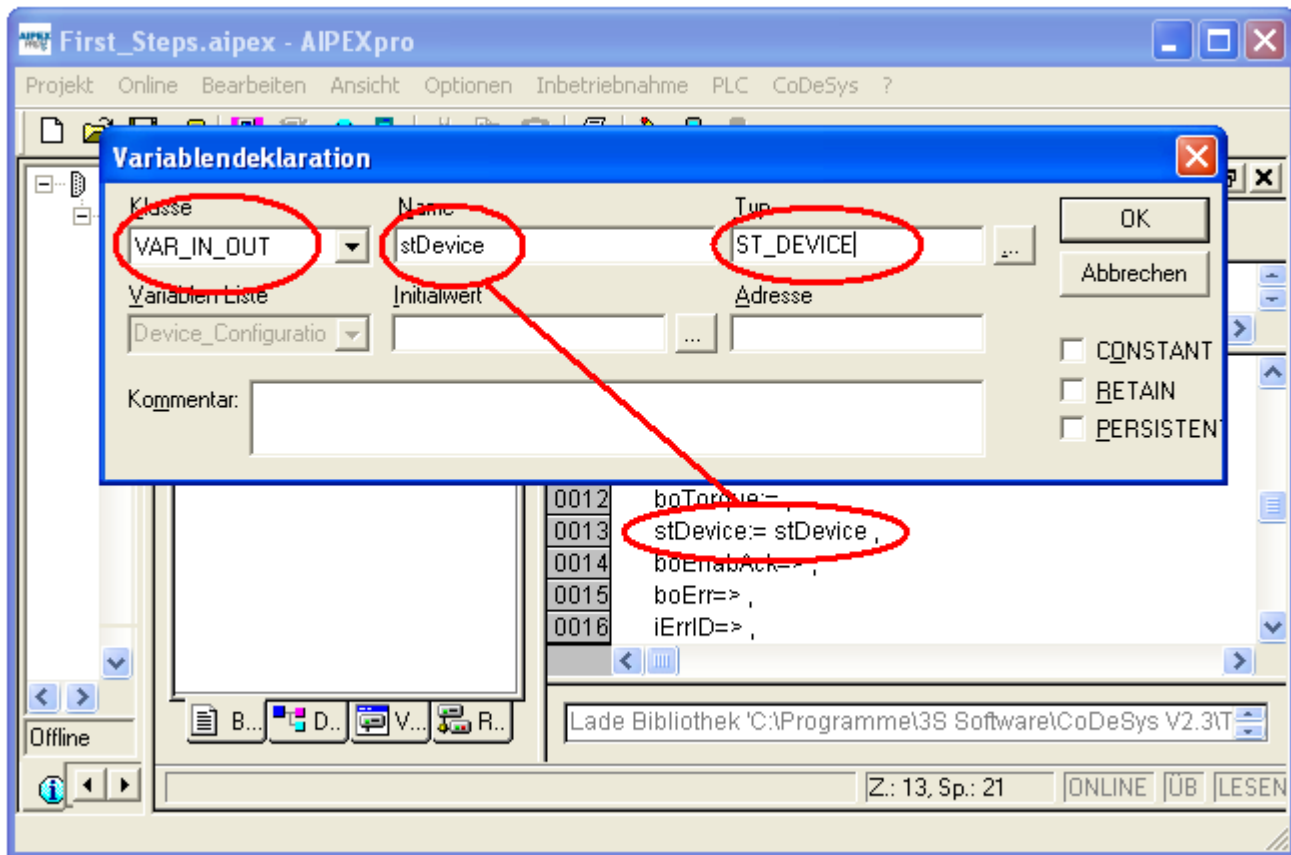 First_Steps.aipex - AIPEXpro
Projekt Online Bearbeiten Ansicht Optionen Inbetriebnahme PLC CoDeSys ?
Variablendeklaration
Klasse Name Typ
VAR_IN_OUT stDevice ST_DEVICE ... OK
Abbrechen
Variablen Liste Initialwert Adresse
Device_Configuratio ...
CONSTANT
RETAIN
Kommentar:
PERSISTENT
0012 boTorque:= ,
0013 stDevice:= stDevice ,
0014 boEnabAck=> ,
0015 boErr=> ,
0016 iErrID=> ,
B... D.. V... R..
Lade Bibliothek 'C:\Programme\3S Software\CoDeSys V2.3\T
Offline
Z.: 13, Sp.: 21 ONLINE ÜB LESEN